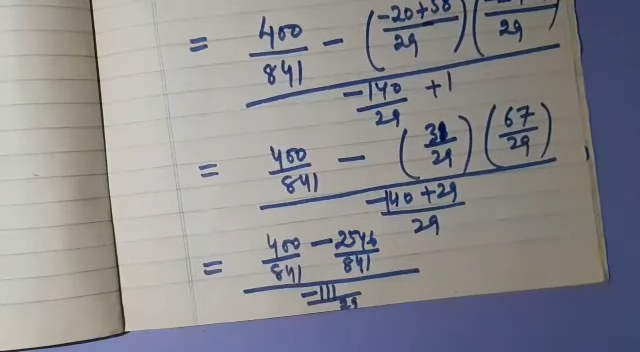 = 400/841 - (-20+58/29) ( /29)
-140/29 + 1
= 400/841 - (38/29) (67/29)
-140+29/29
= 400/841 - 2546/841
-111/29